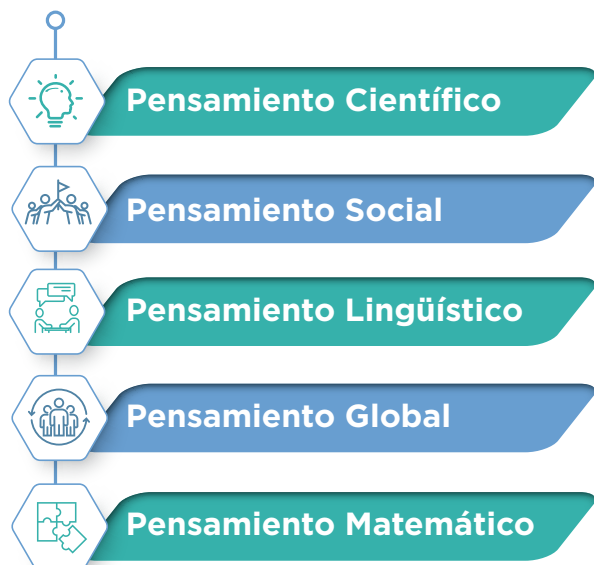 Pensamiento Científico
Pensamiento Social
Pensamiento Lingüístico
Pensamiento Global
Pensamiento Matemático